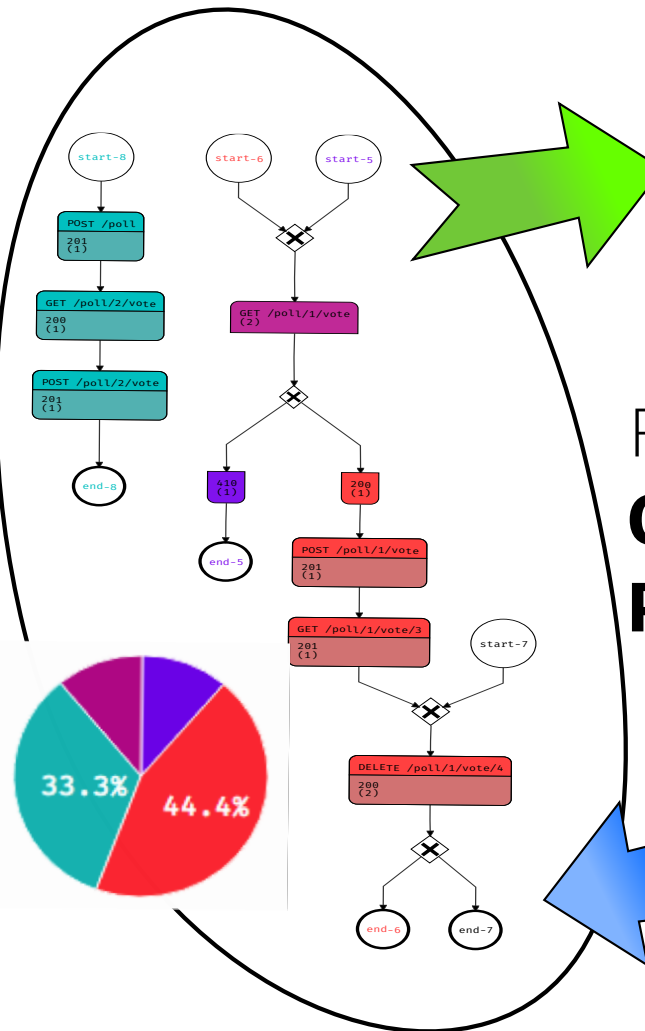 start-8
start-6
start-5
POST /poll
201
(1)
GET /poll/1/vote
(2)
GET /poll/2/vote
200
(1)
POST /poll/2/vote
201
(1)
410
(1)
200
(1)
end-8
end-5
POST /poll/1/vote
201
(1)
GET /poll/1/vote/3
201
(1)
start-7
DELETE /poll/1/vote/4
200
(2)
33.3%
44.4%
end-6
end-7